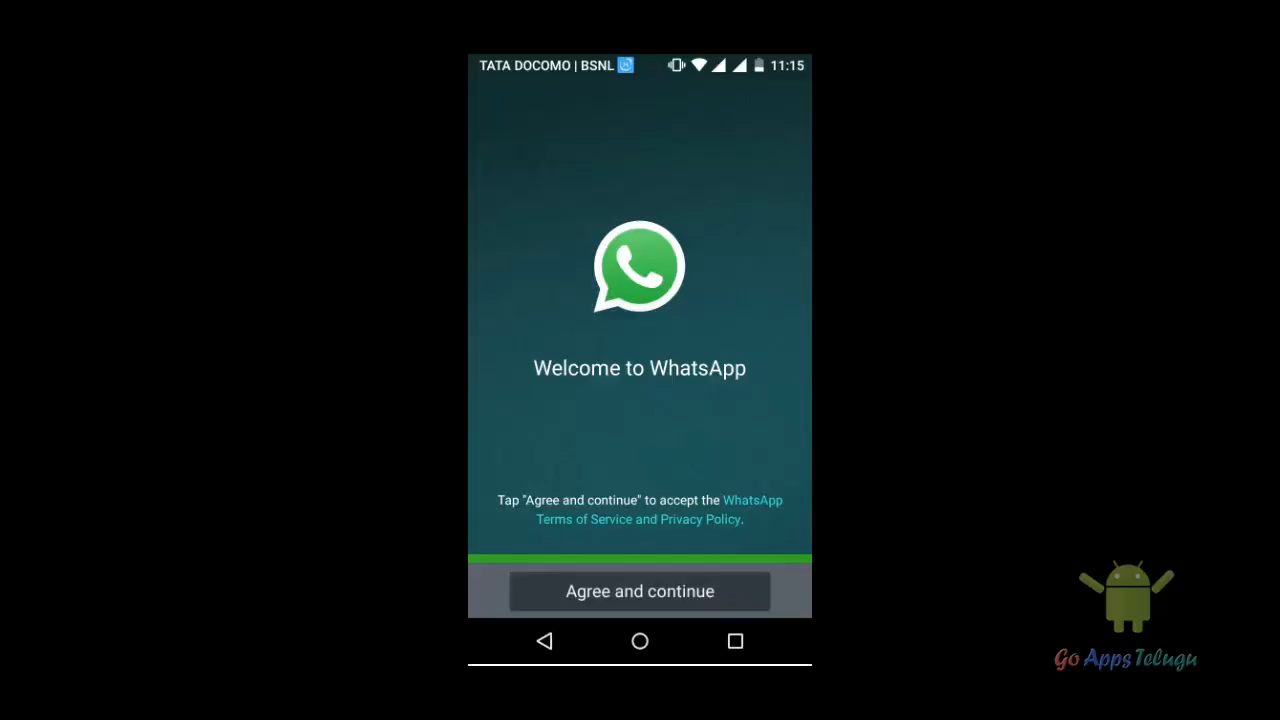 TATA DOCOMO | BSNL 11:15
Welcome to WhatsApp
Tap "Agree and continue" to accept the WhatsApp
Terms of Service and Privacy Policy.
Agree and continue
Go Apps Telugu